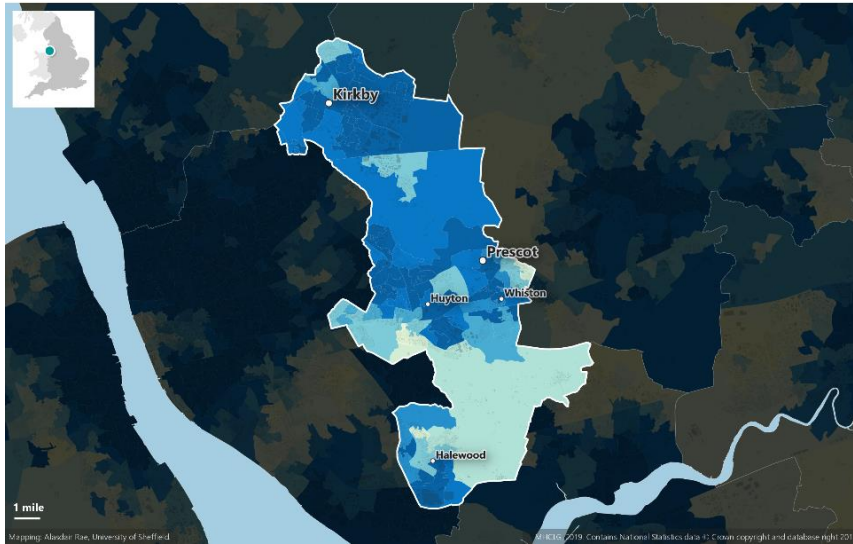 Kirkby
Prescot
Huyton
Whiston
Halewood
1 mile
Mapping: Alasdair Rae, University of Sheffield
MHCLG, 2019. Contains National Statistics data © Crown copyright and database right 201